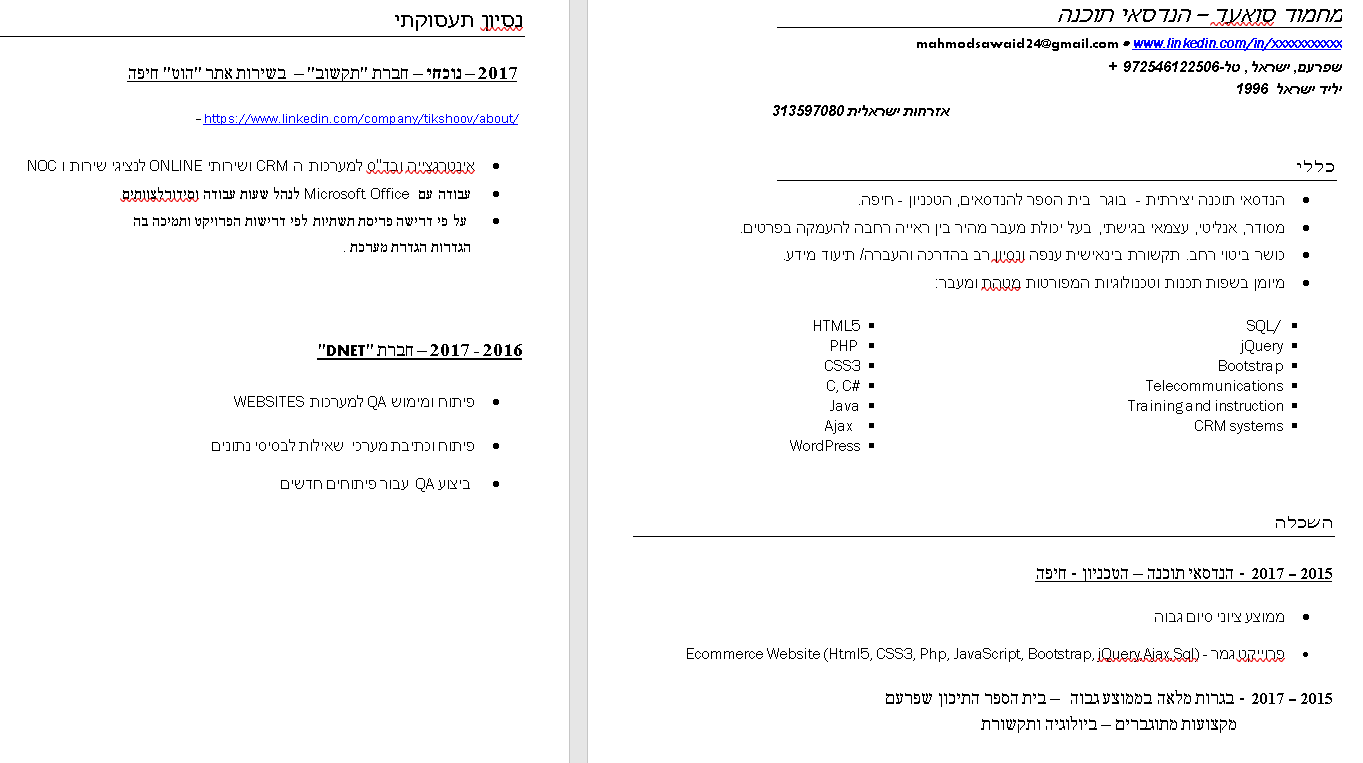 מחמוד סואעד – הנדסאי תוכנה
mahmodsawaid24@gmail.com • www.linkedin.com/in/xxxxxxxxxx
שפרעם, ישראל , טל-972546122506 +
יליד ישראל 1996
אזרחות ישראלית 313597080
כללי
הנדסאי תוכנה יצירתית - בוגר בית הספר להנדסאים, הטכניון - חיפה.
מסודר, אנליטי, עצמאי בגישתי, בעל יכולת מעבר מהיר בין ראייה רחבה להעמקה בפרטים.
כושר ביטוי רחב. תקשורת בינאישית ענפה ונסיון רב בהדרכה והעברה/ תיעוד מידע.
מיומן בשפות תכנות וטכנולוגיות המפורטות מטהת ומעבר:
SQL/
jQuery
Bootstrap
Telecommunications
Training and instruction
CRM systems
HTML5
PHP
CSS3
C, C#
Java
Ajax
WordPress
השכלה
2015 – 2017 - הנדסאי תוכנה – הטכניון - חיפה
ממוצע ציוני סיום גבוה
פרוייקט גמר - Ecommerce Website (Html5, CSS3, Php, JavaScript, Bootstrap, jQuery,Ajax,Sql)
2015 – 2017 - בגרות מלאה בממוצע גבוה – בית הספר התיכון שפרעם
מקצועות מתוגברים – ביולוגיה ותקשורת
נסיון תעסוקתי
2017 – נוכחי – חברת "תקשוב" – בשירות אתר "הוט" חיפה
https://www.linkedin.com/company/tikshoov/about/ -
אינטרגצייה ובד"ס למערכות ה CRM ושירותי ONLINE לנציגי שירות ו NOC
עבודה עם Microsoft Office לנהל שעות עבודה וסידורלצוותים
על פי דרישה פריסת תשתיות לפי דרישות הפרויקט ותמיכה בה
הגדרות הגדרת מערכת .
2016 - 2017 – חברת "DNET"
פיתוח ומימוש QA למערכות WEBSITES
פיתוח וכתיבת מערכי שאילות לבסיסי נתונים
ביצוע QA עבור פיתוחים חדשים